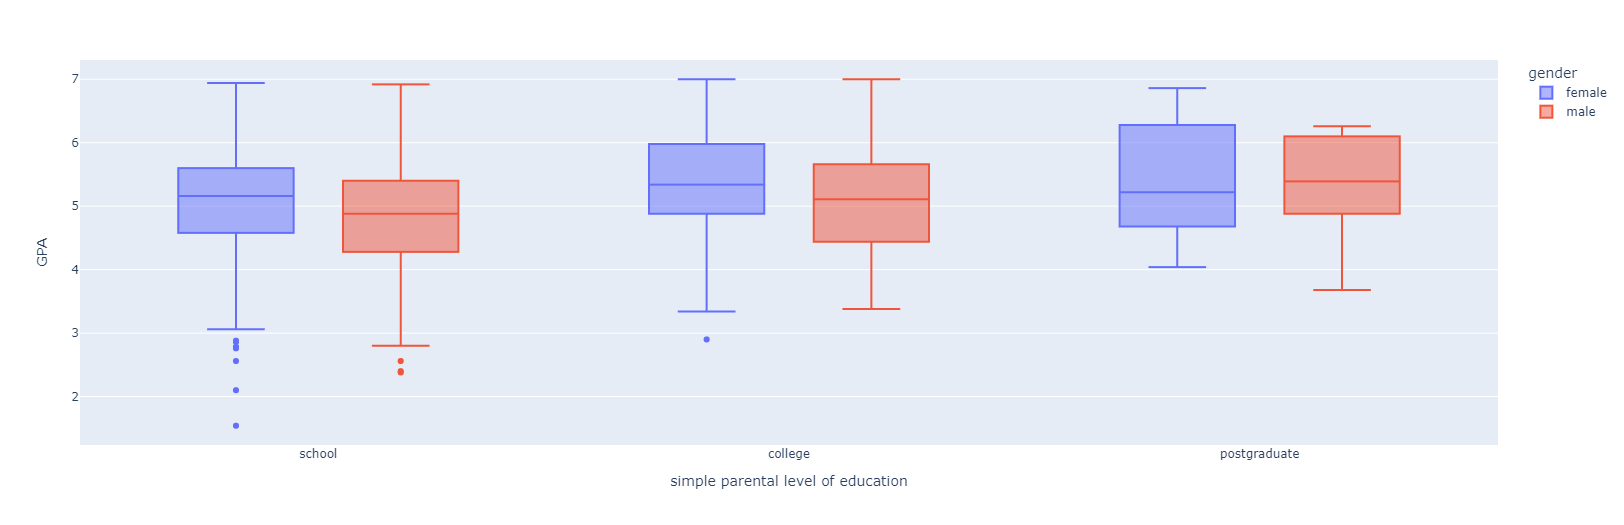 gender
female
male
7
6
5
4
3
2
GPA
school
college
postgraduate
simple parental level of education